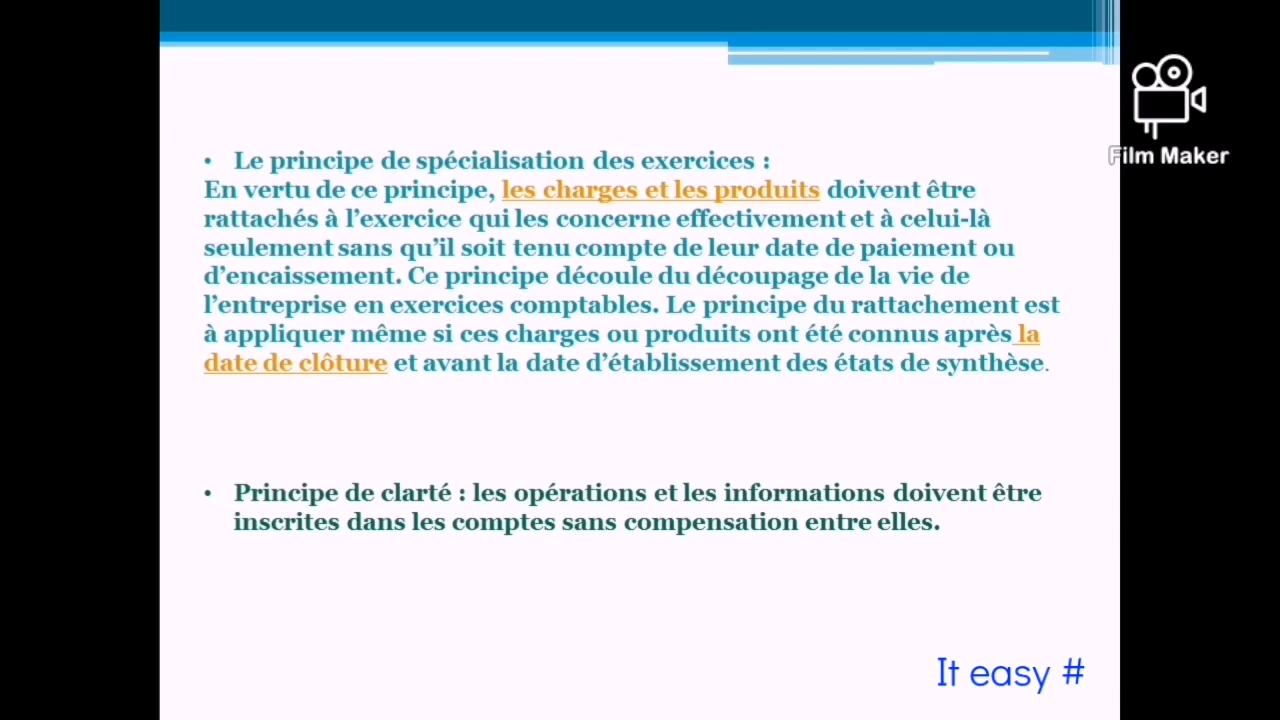 Film Maker
• Le principe de spécialisation des exercices :
En vertu de ce principe, les charges et les produits doivent être
rattachés à l'exercice qui les concerne effectivement et à celui-là
seulement sans qu'il soit tenu compte de leur date de paiement ou
d'encaissement. Ce principe découle du découpage de la vie de
l'entreprise en exercices comptables. Le principe du rattachement est
à appliquer même si ces charges ou produits ont été connus après la
date de clôture et avant la date d'établissement des états de synthèse.
• Principe de clarté : les opérations et les informations doivent être
inscrites dans les comptes sans compensation entre elles.
It easy #